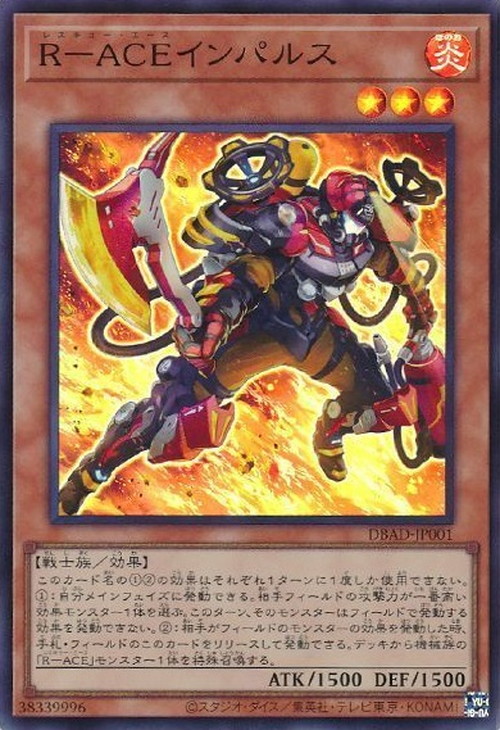 レスキュー・エース
R－ACEインパルス
炎
DBAD-JP001
【戦士族／効果】
このカード名の①②の効果はそれぞれ１ターンに１度しか使用できない。
①：自分メインフェイズに発動できる。相手フィールドの攻撃力が一番高い
効果モンスター１体を選ぶ。このターン、そのモンスターはフィールドで発動する
効果を発動できない。②：相手がフィールドのモンスターの効果を発動した時、
手札・フィールドのこのカードをリリースして発動できる。デッキから機械族の
「R－ACE」モンスター１体を特殊召喚する。
ATK/1500 DEF/1500
38339996
©スタジオ・ダイス／集英社・テレビ東京・KONAMI